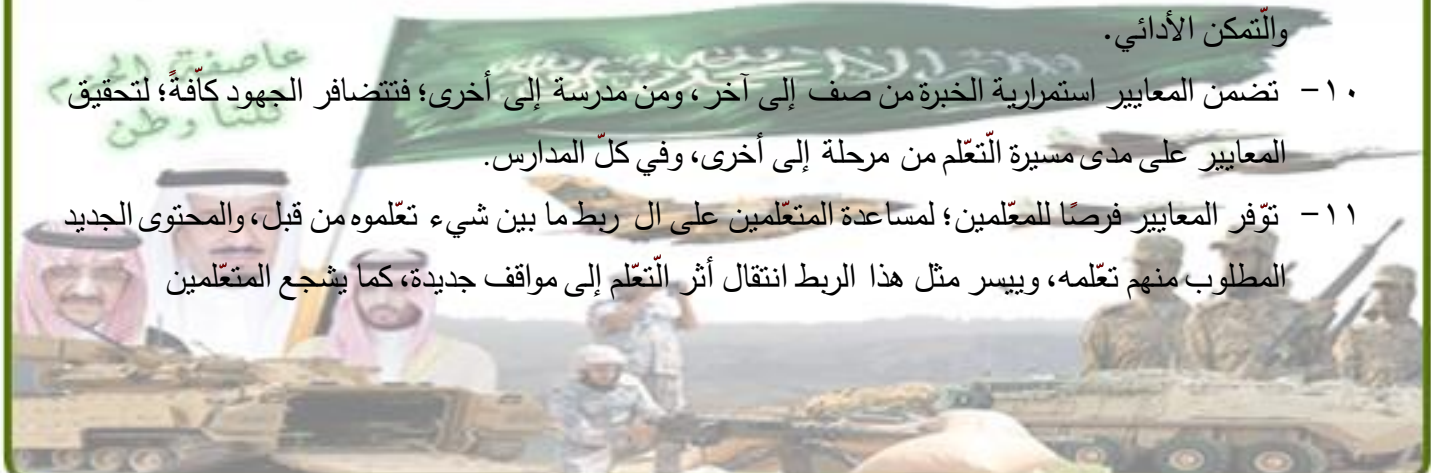 والّتمكن الأدائي.
١٠- تضمن المعايير استمرارية الخبرة من صف إلى آخر، ومن مدرسة إلى أخرى؛ فتتضافر الجهود كاّفةً؛ لتحقيق
المعايير على مدى مسيرة الّتعّلم من مرحلة إلى أخرى، وفي كلّ المدارس.
١١- توّفر المعايير فرصًا للمعّلمين؛ لمساعدة المتعّلمين على ال ربط ما بين شيء تعّلموه من قبل، والمحتوى الجديد
المطلوب منهم تعّلمه، وييسر مثل هذا الربط انتقال أثر الّتعّلم إلى مواقف جديدة، كما يشجع المتعّلمين
عاصفة الحزم
كلنا وطن